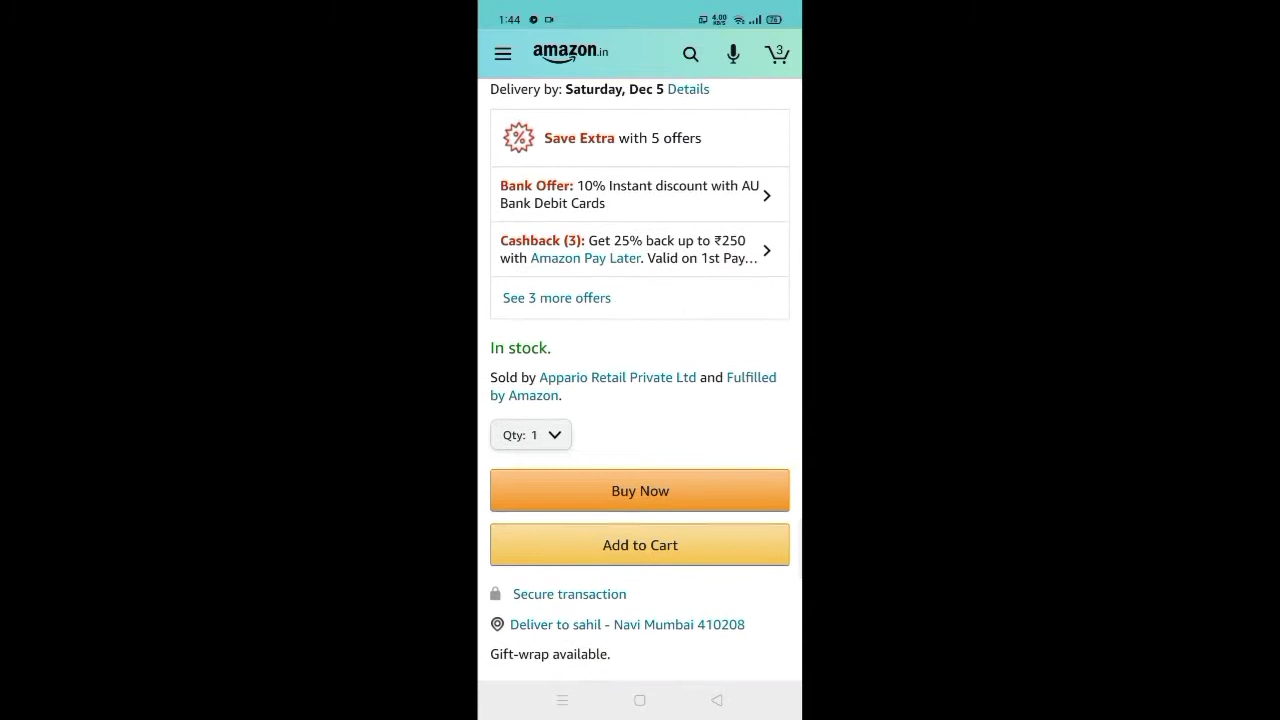 1:44 4.00 KB/S 76
amazon.in 3
Delivery by: Saturday, Dec 5 Details
Save Extra with 5 offers
Bank Offer: 10% Instant discount with AU
Bank Debit Cards
Cashback (3): Get 25% back up to ₹250
with Amazon Pay Later. Valid on 1st Pay...
See 3 more offers
In stock.
Sold by Appario Retail Private Ltd and Fulfilled
by Amazon.
Qty: 1
Buy Now
Add to Cart
Secure transaction
Deliver to sahil - Navi Mumbai 410208
Gift-wrap available.